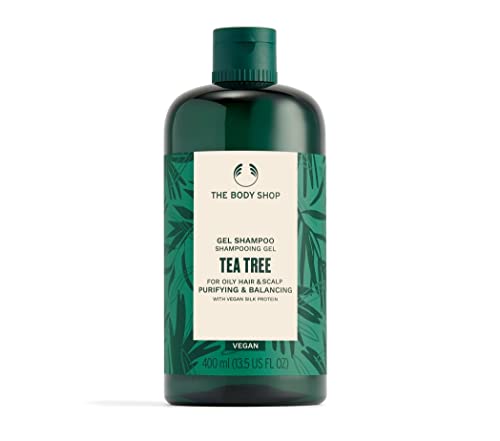 THE BODY SHOP
GEL SHAMPOO
SHAMPOOING GEL
TEA TREE
FOR OILY HAIR & SCALP
PURIFYING & BALANCING
WITH VEGAN SILK PROTEIN
VEGAN
400 ml (13.5 US FL OZ)